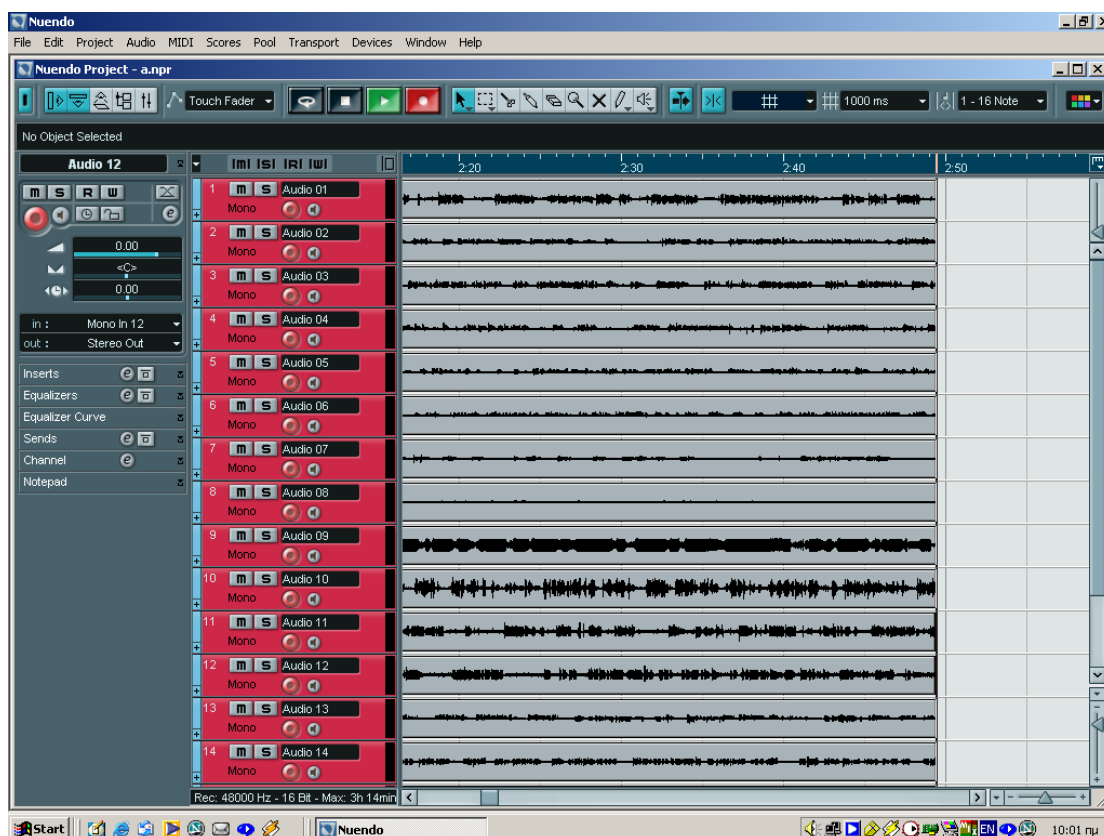 Nuendo
File Edit Project Audio MIDI Scores Pool Transport Devices Window Help
Nuendo Project - a.npr
Touch Fader 1000 ms 1 - 16 Note
No Object Selected
Audio 12
m S R W
0.00
<C>
0.00
in : Mono In 12
out : Stereo Out
Inserts
Equalizers
Equalizer Curve
Sends
Channel
Notepad
|m| |S| |R| |W|
2:20 2:30 2:40 2:50
1 m S Audio 01
Mono
2 m S Audio 02
Mono
3 m S Audio 03
Mono
4 m S Audio 04
Mono
5 m S Audio 05
Mono
6 m S Audio 06
Mono
7 m S Audio 07
Mono
8 m S Audio 08
Mono
9 m S Audio 09
Mono
10 m S Audio 10
Mono
11 m S Audio 11
Mono
12 m S Audio 12
Mono
13 m S Audio 13
Mono
14 m S Audio 14
Mono
Rec: 48000 Hz - 16 Bit - Max: 3h 14min
Start Nuendo EN 10:01 πμ